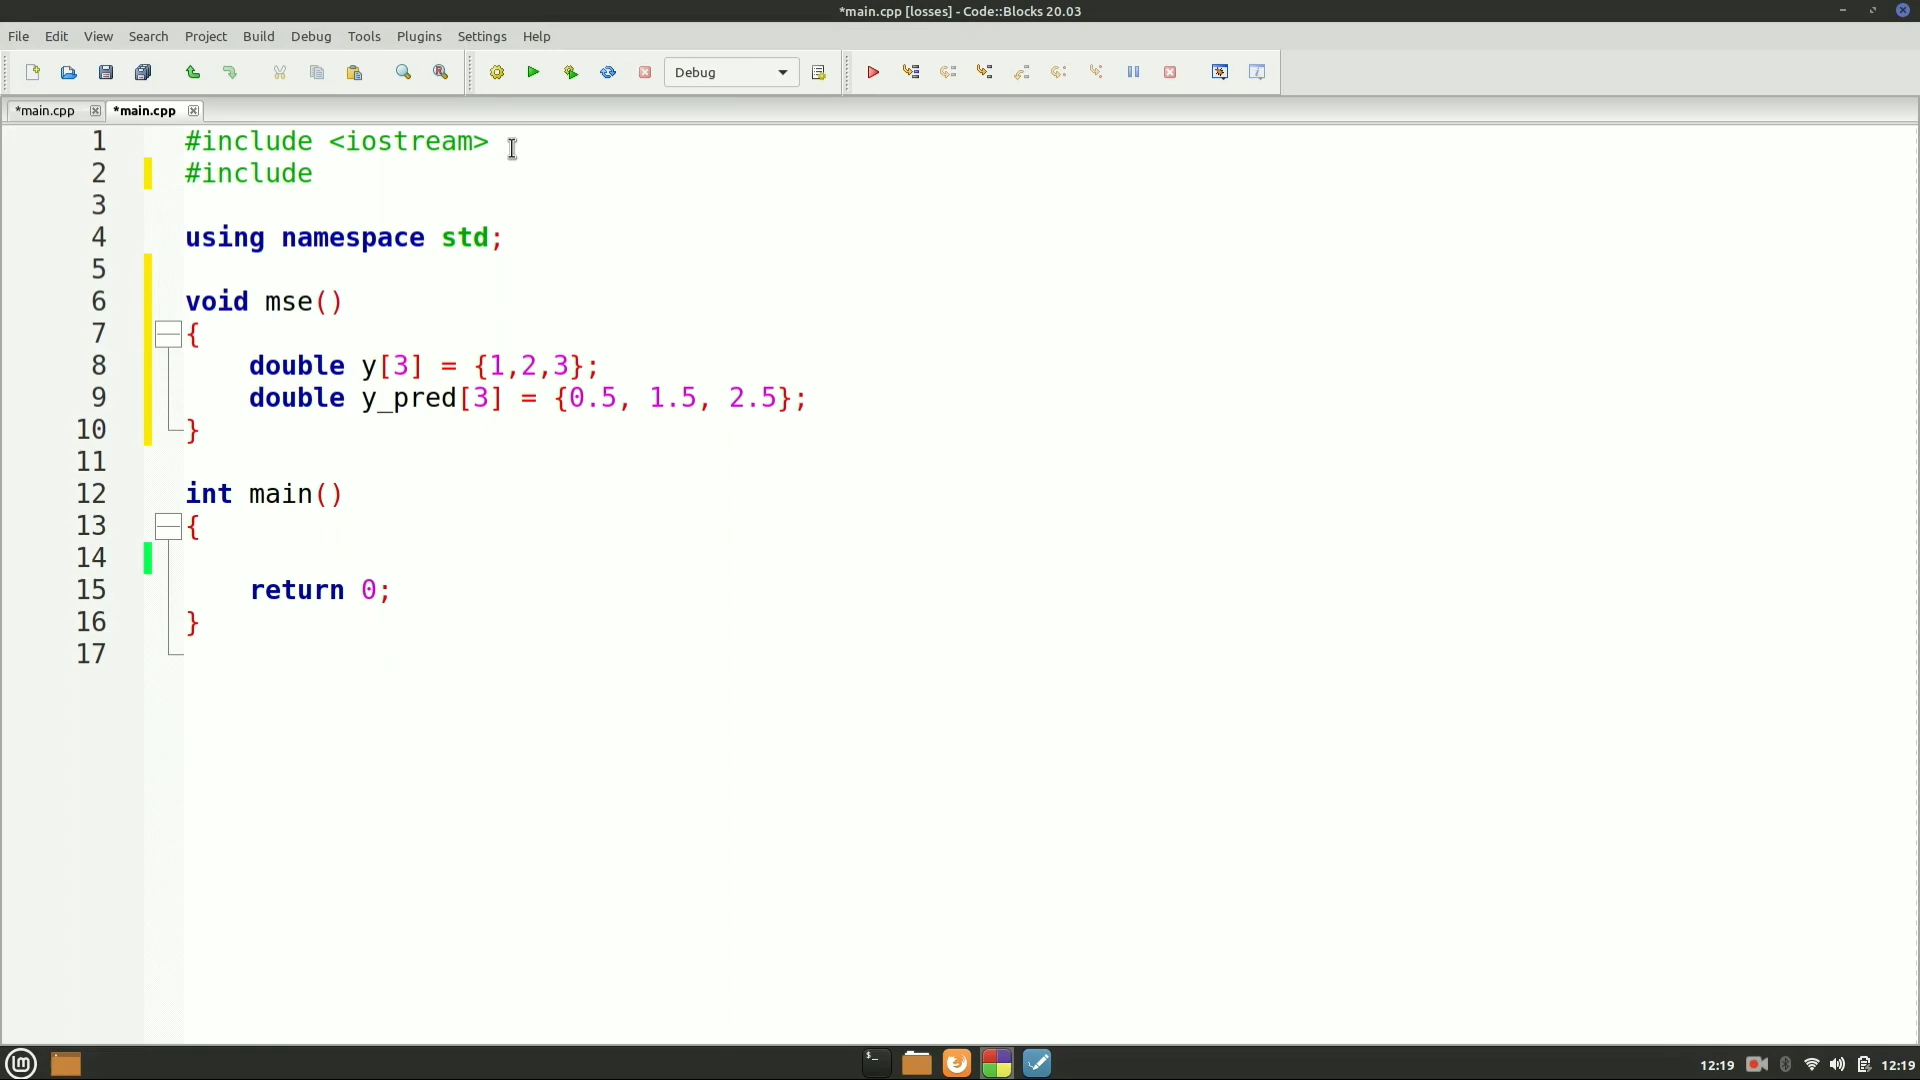 *main.cpp [losses] - Code::Blocks 20.03
File Edit View Search Project Build Debug Tools Plugins Settings Help
Debug
*main.cpp *main.cpp
1 #include <iostream>
2 #include
3
4 using namespace std;
5
6 void mse()
7 {
8 double y[3] = {1,2,3};
9 double y_pred[3] = {0.5, 1.5, 2.5};
10 }
11
12 int main()
13 {
14
15 return 0;
16 }
17
12:19 12:19